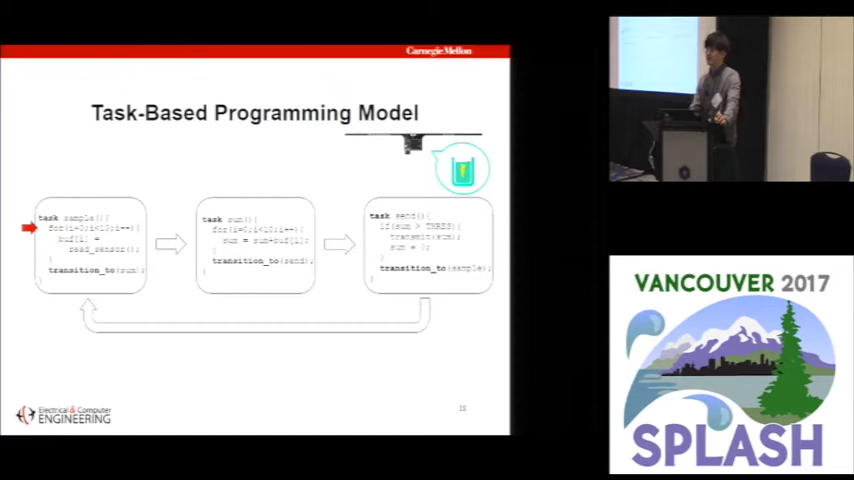 Carnegie Mellon
Task-Based Programming Model
task sample(){
for(i=0;i<10;i++){
buf[i] =
read_sensor();
}
transition_to(sum);
}
task sum(){
for(i=0;i<10;i++){
sum = sum+buf[i];
}
transition_to(send);
}
task send(){
if(sum > THRES){
transmit(sum);
sum = 0;
}
transition_to(sample);
}
Electrical & Computer
ENGINEERING
VANCOUVER 2017
SPLASH